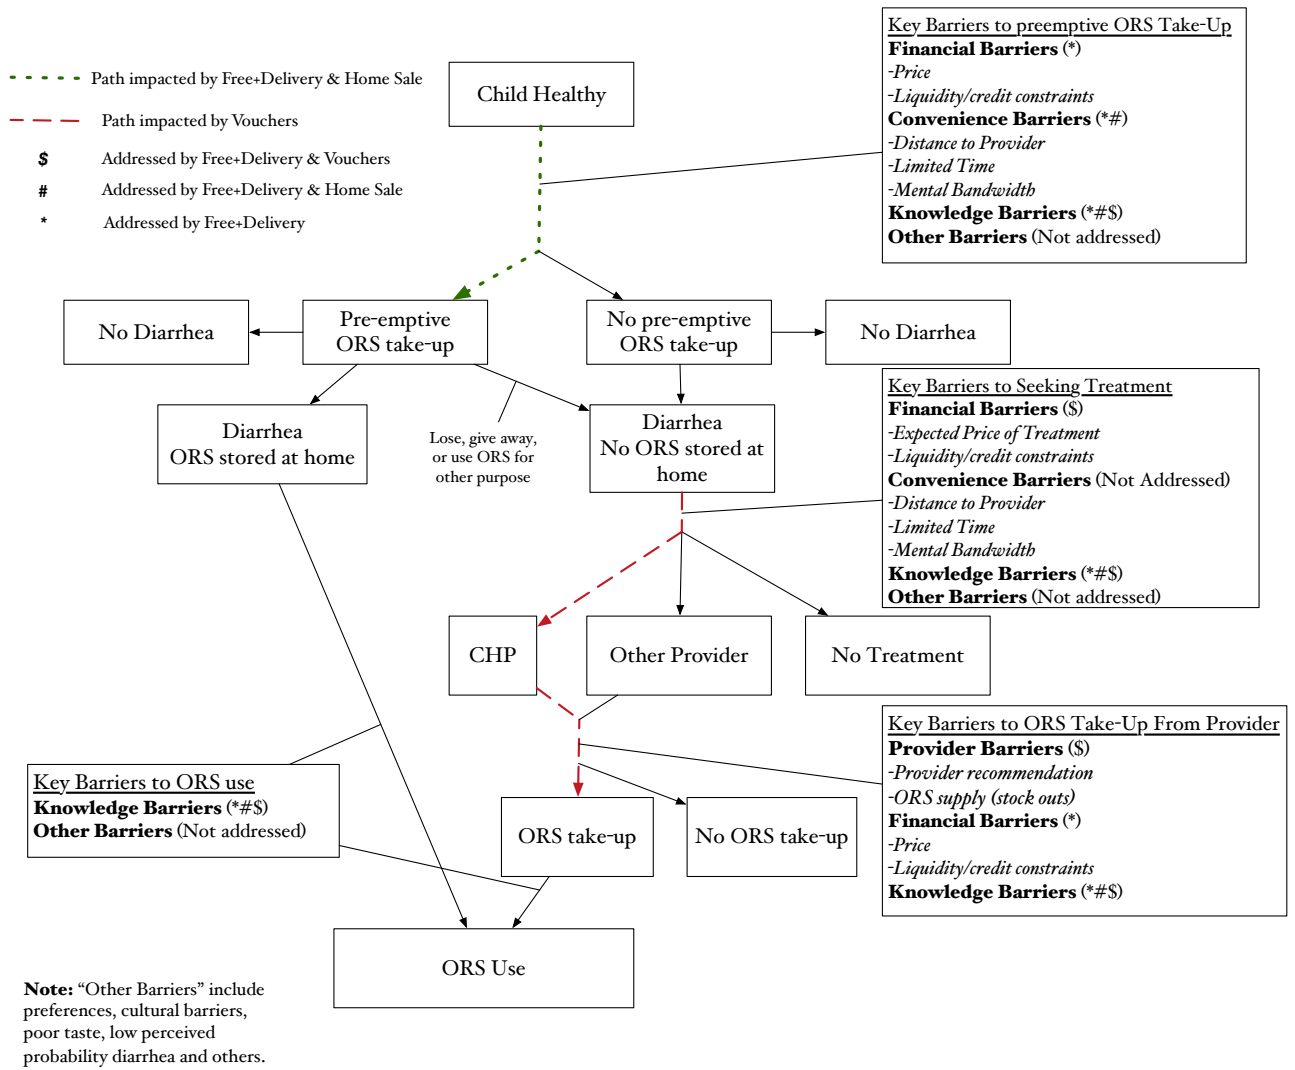 Key Barriers to preemptive ORS Take-Up
Financial Barriers (*)
-Price
-Liquidity/credit constraints
Convenience Barriers (*#)
-Distance to Provider
-Limited Time
-Mental Bandwidth
Knowledge Barriers (*#$)
Other Barriers (Not addressed)
Path impacted by Free+Delivery & Home Sale
Path impacted by Vouchers
$ Addressed by Free+Delivery & Vouchers
# Addressed by Free+Delivery & Home Sale
* Addressed by Free+Delivery
Child Healthy
No Diarrhea
Pre-emptive
ORS take-up
No pre-emptive
ORS take-up
No Diarrhea
Diarrhea
ORS stored at home
Lose, give away,
or use ORS for
other purpose
Diarrhea
No ORS stored at
home
Key Barriers to Seeking Treatment
Financial Barriers ($)
-Expected Price of Treatment
-Liquidity/credit constraints
Convenience Barriers (Not Addressed)
-Distance to Provider
-Limited Time
-Mental Bandwidth
Knowledge Barriers (*#$)
Other Barriers (Not addressed)
CHP
Other Provider
No Treatment
Key Barriers to ORS Take-Up From Provider
Provider Barriers ($)
-Provider recommendation
-ORS supply (stock outs)
Financial Barriers (*)
-Price
-Liquidity/credit constraints
Knowledge Barriers (*#$)
Key Barriers to ORS use
Knowledge Barriers (*#$)
Other Barriers (Not addressed)
ORS take-up
No ORS take-up
ORS Use
Note: “Other Barriers” include
preferences, cultural barriers,
poor taste, low perceived
probability diarrhea and others.